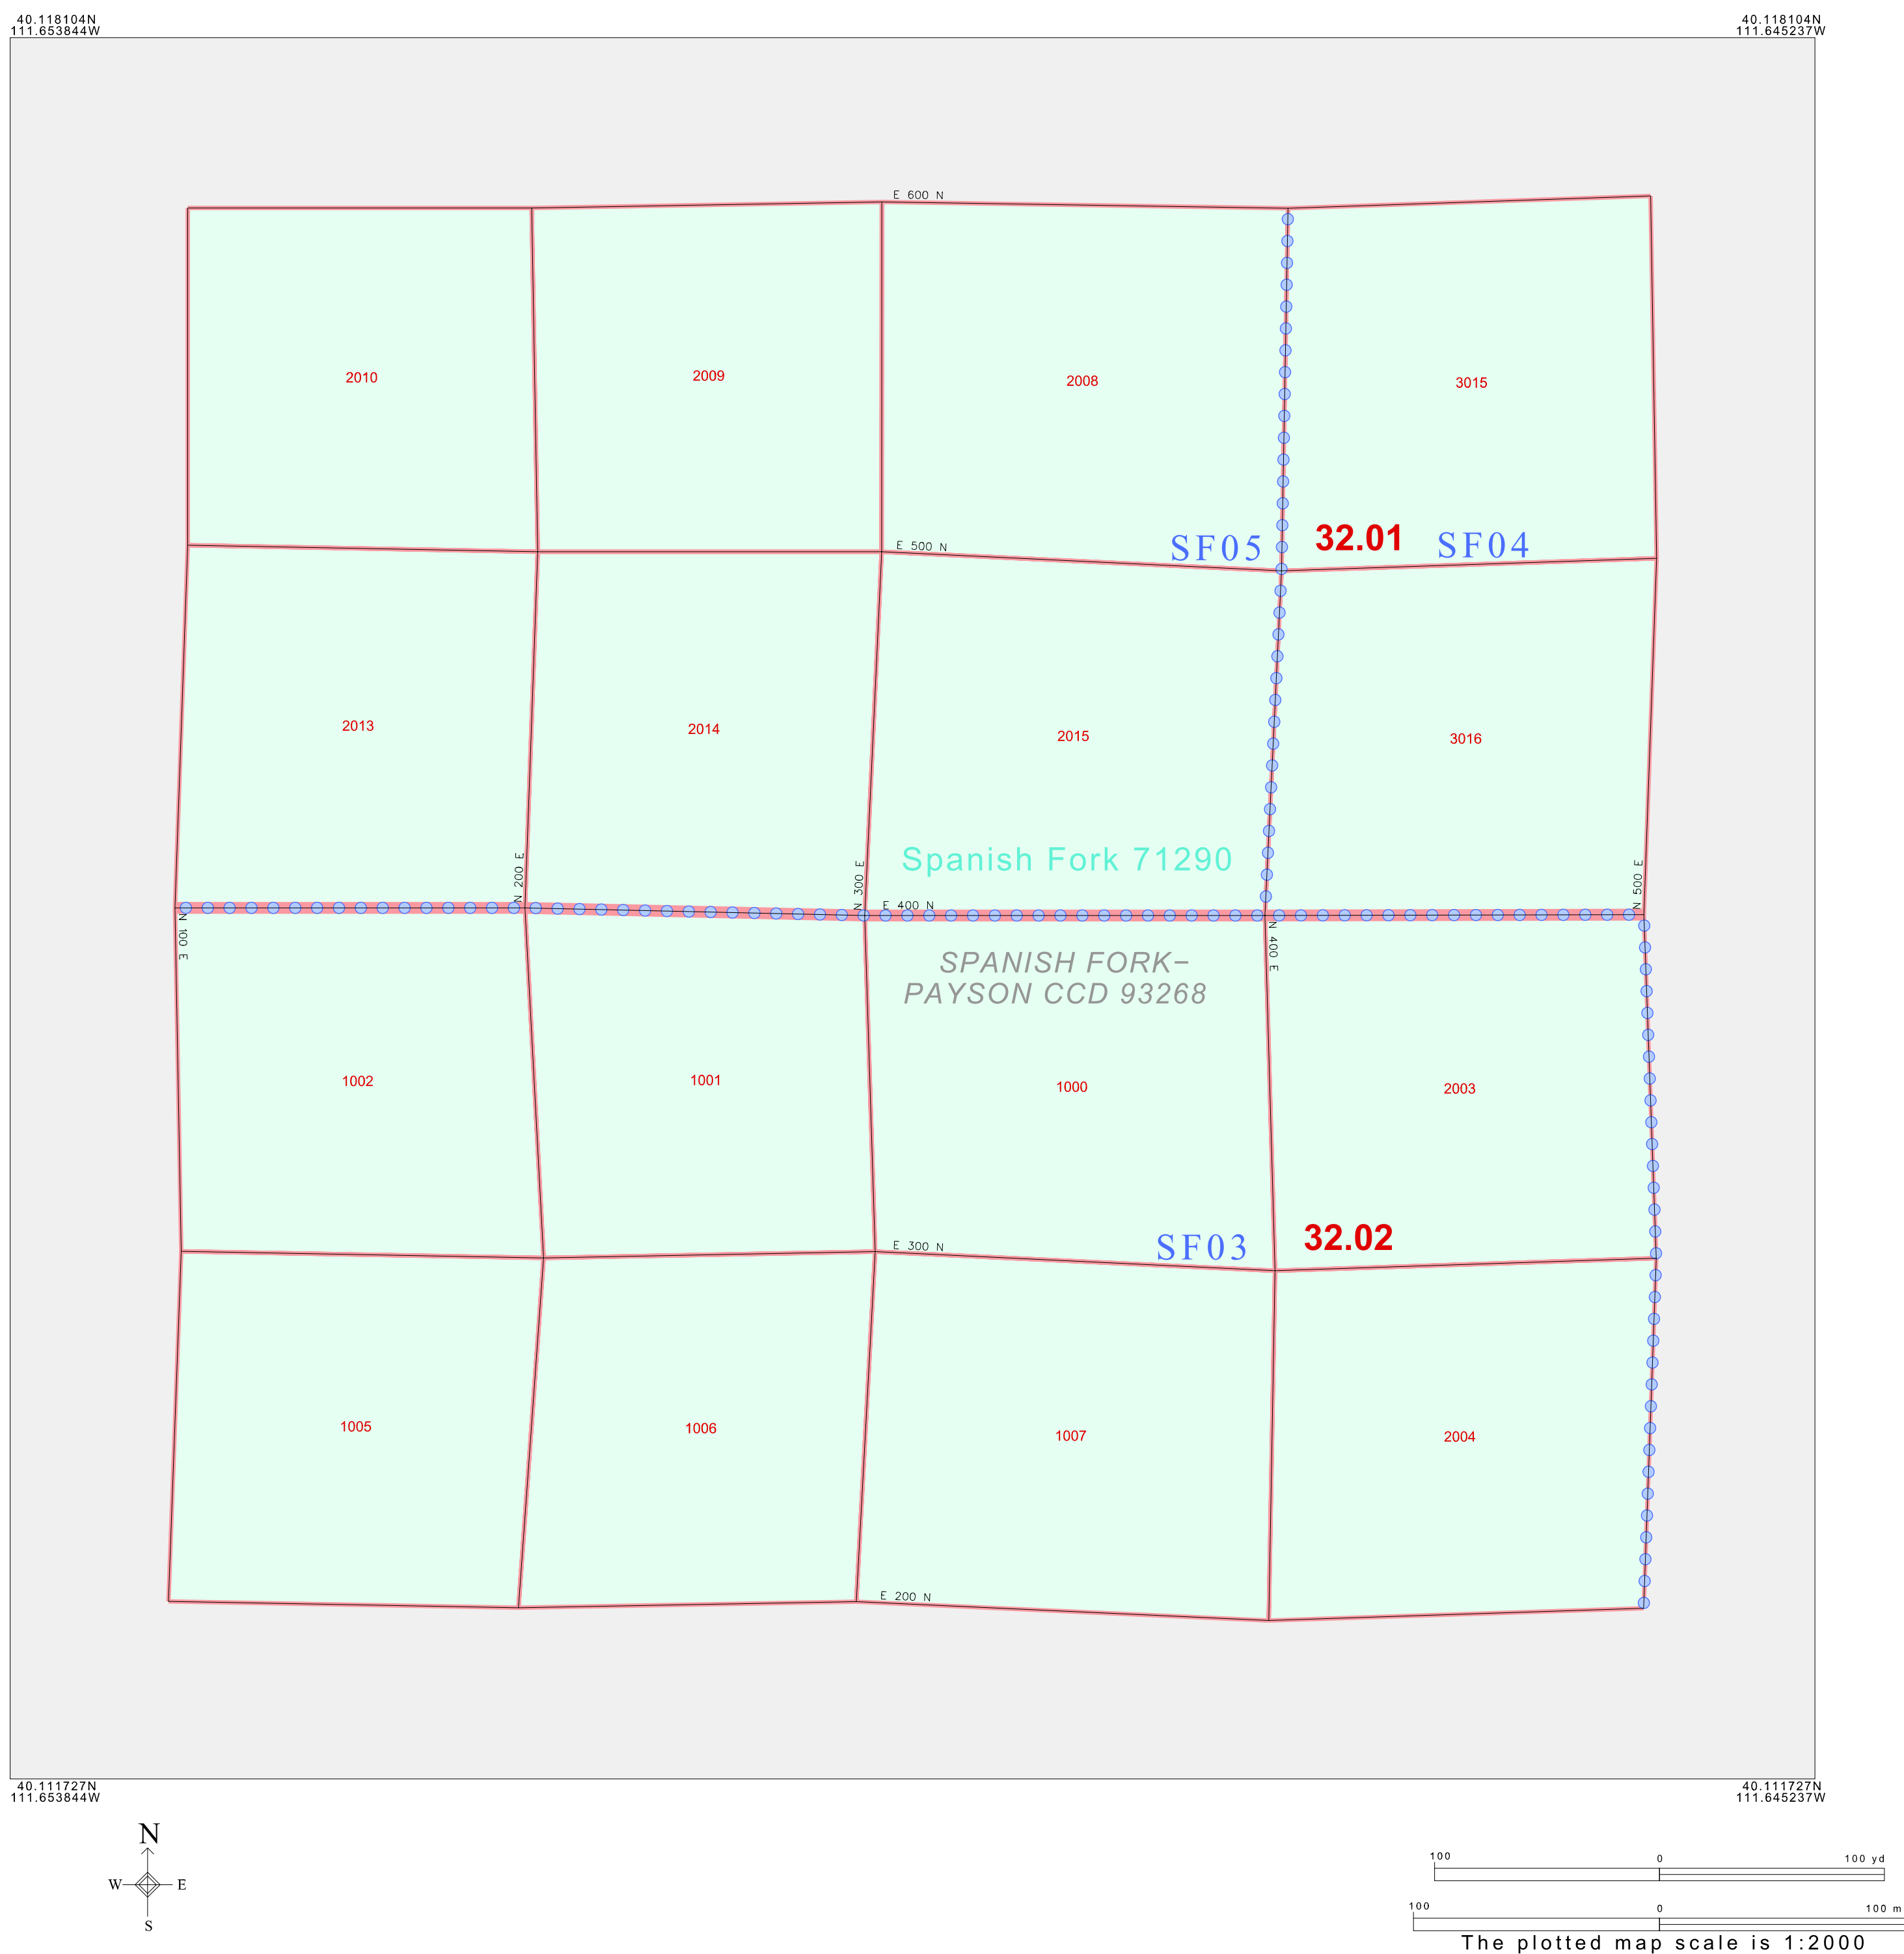 40.118104N
111.653844W
40.118104N
111.645237W
E 600 N
2010
2009
2008
3015
E 500 N
SF05
32.01
SF04
2013
2014
2015
3016
Spanish Fork 71290
N 200 E
N 300 E
N 500 E
E 400 N
N 100 E
N 400 E
SPANISH FORK-
PAYSON CCD 93268
1002
1001
1000
2003
E 300 N
SF03
32.02
1005
1006
1007
2004
E 200 N
40.111727N
111.653844W
40.111727N
111.645237W
N
W
E
S
100 0 100 yd
100 0 100 m
The plotted map scale is 1:2000